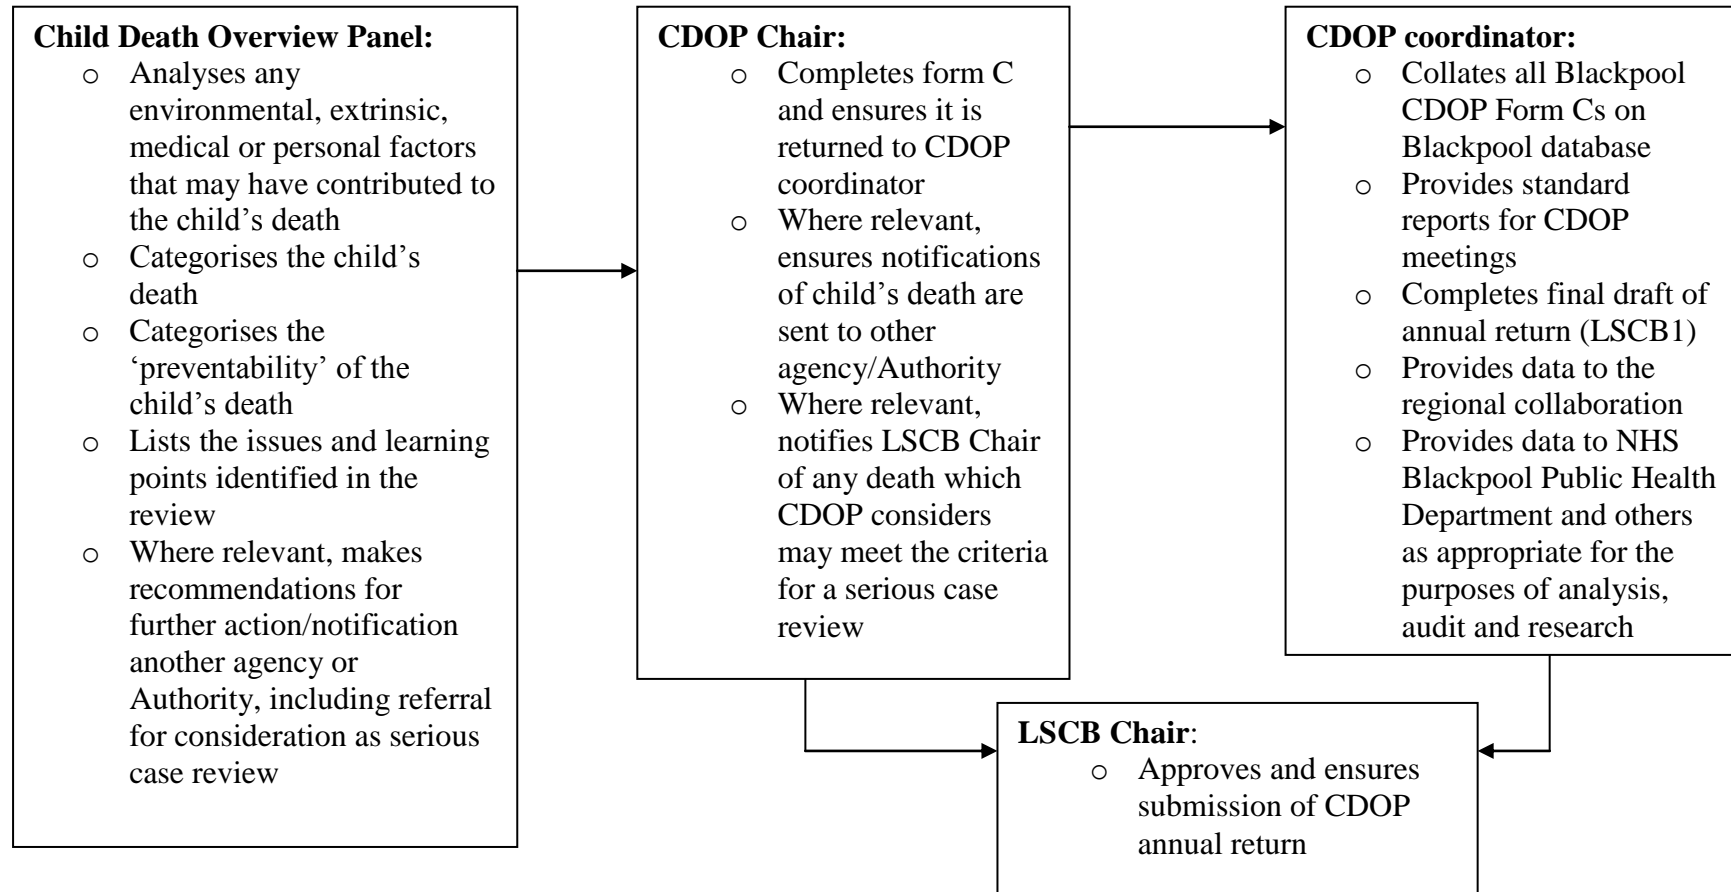 Child Death Overview Panel:
o Analyses any
environmental, extrinsic,
medical or personal factors
that may have contributed to
the child’s death
o Categorises the child’s
death
o Categorises the
‘preventability’ of the
child’s death
o Lists the issues and learning
points identified in the
review
o Where relevant, makes
recommendations for
further action/notification
another agency or
Authority, including referral
for consideration as serious
case review
CDOP Chair:
o Completes form C
and ensures it is
returned to CDOP
coordinator
o Where relevant,
ensures notifications
of child’s death are
sent to other
agency/Authority
o Where relevant,
notifies LSCB Chair
of any death which
CDOP considers
may meet the criteria
for a serious case
review
CDOP coordinator:
o Collates all Blackpool
CDOP Form Cs on
Blackpool database
o Provides standard
reports for CDOP
meetings
o Completes final draft of
annual return (LSCB1)
o Provides data to the
regional collaboration
o Provides data to NHS
Blackpool Public Health
Department and others
as appropriate for the
purposes of analysis,
audit and research
LSCB Chair:
o Approves and ensures
submission of CDOP
annual return